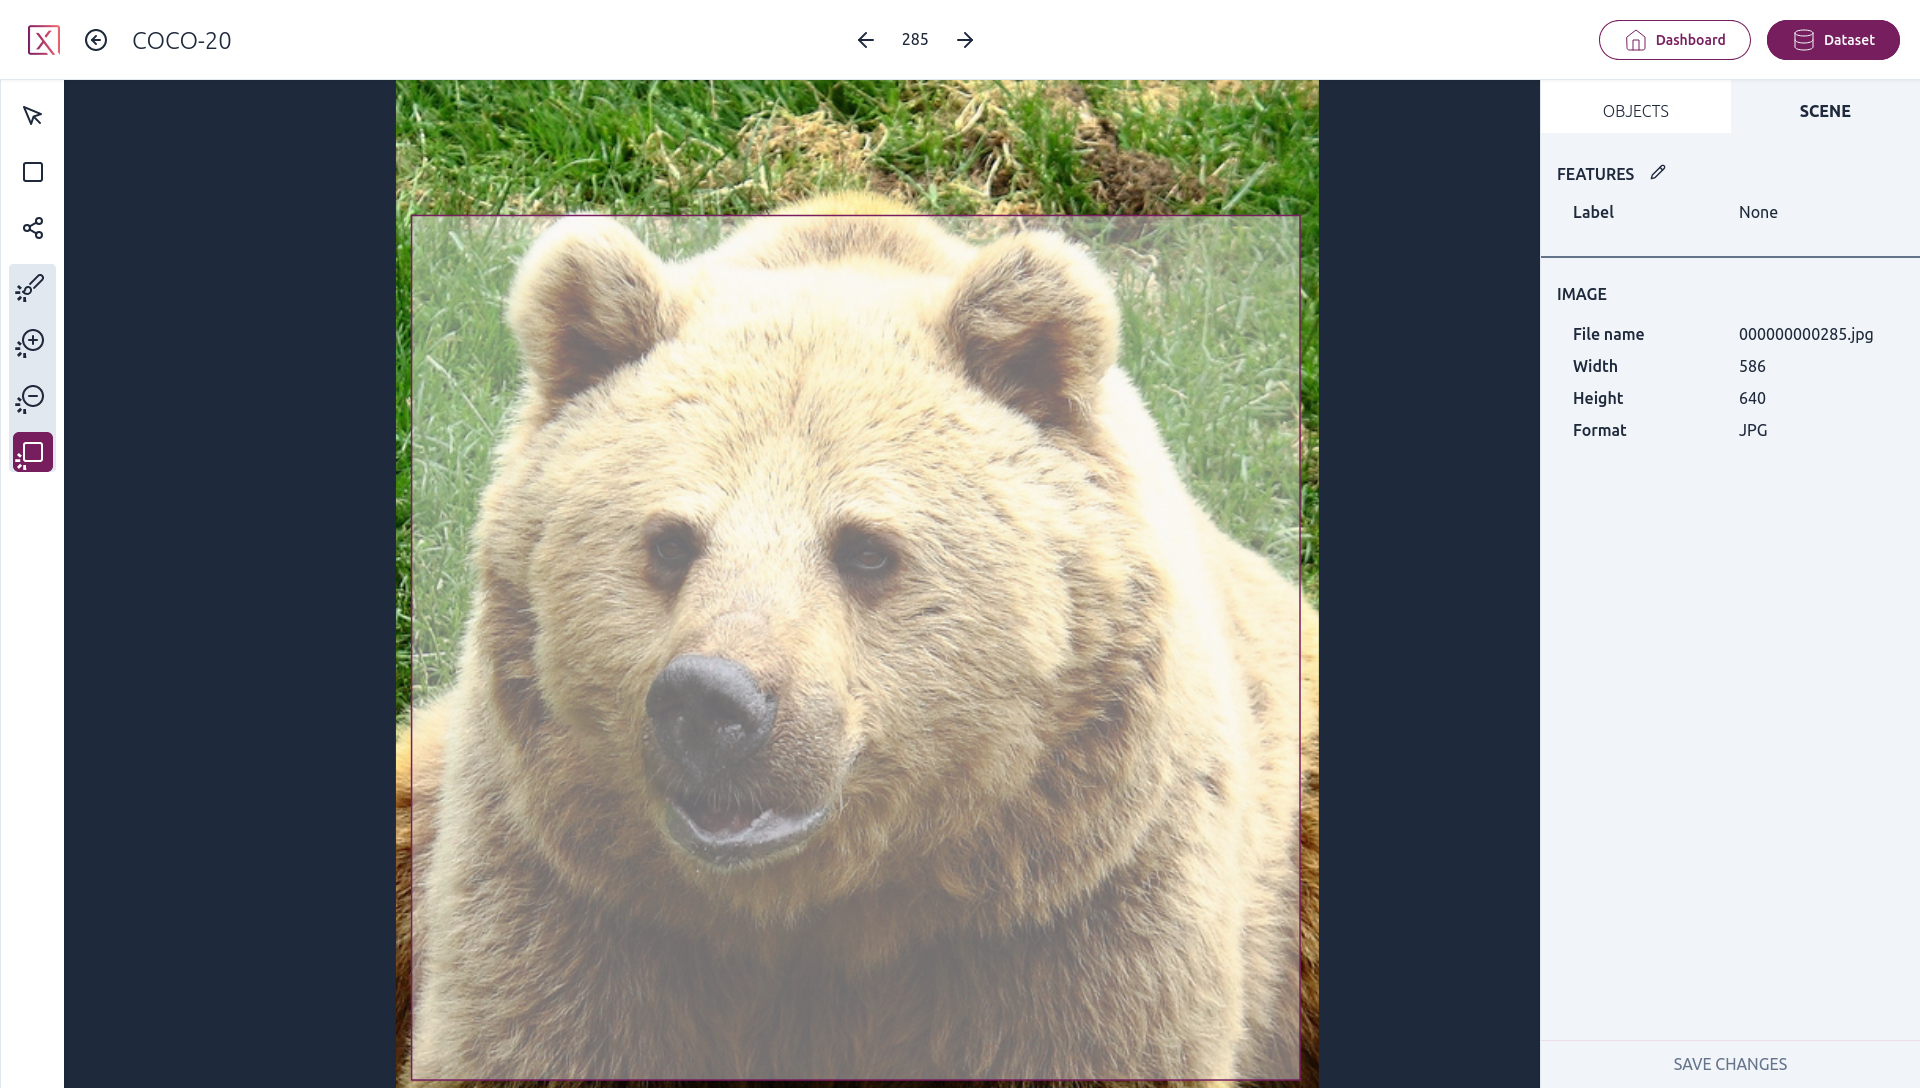 COCO-20
285
Dashboard
Dataset
OBJECTS
SCENE
FEATURES
Label None
IMAGE
File name 000000000285.jpg
Width 586
Height 640
Format JPG
SAVE CHANGES